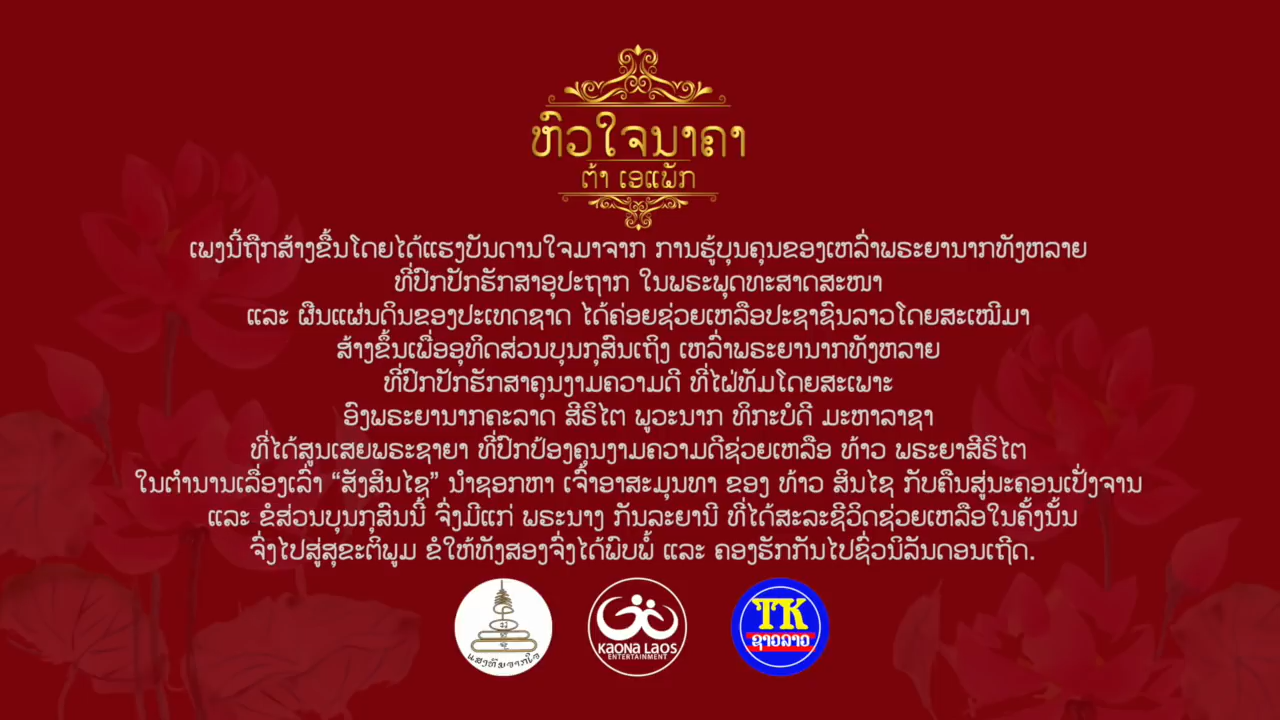 ຫົວໃຈນາຄາ
ຕ້າ ເອແພັກ
ເພງນີ້ຖືກສ້າງຂື້ນໂດຍໄດ້ແຮງບັນດານໃຈມາຈາກ ການຮູ້ບຸນຄຸນຂອງເຫລົ່າພຣະຍານາກທັງຫລາຍ
ທີ່ປົກປັກຮັກສາອຸປະຖາກ ໃນພຣະພຸດທະສາດສະໜາ
ແລະ ຜືນແຜ່ນດິນຂອງປະເທດຊາດ ໄດ້ຄ່ອຍຊ່ວຍເຫລືອປະຊາຊົນລາວໂດຍສະເໝີມາ
ສ້າງຂຶ້ນເພື່ອອຸທິດສ່ວນບຸນກຸສົນເຖິງ ເຫລົ່າພຣະຍານາກທັງຫລາຍ
ທີ່ປົກປັກຮັກສາຄຸນງາມຄວາມດີ ທີ່ໄຝ່ທັມໂດຍສະເພາະ
ອົງພຣະຍານາກຄະລາດ ສີຣິໄຕ ພູວະນາກ ທິກະບໍດີ ມະຫາລາຊາ
ທີ່ໄດ້ສູນເສຍພຣະຊາຍາ ທີ່ປົກປ້ອງຄຸນງາມຄວາມດີຊ່ວຍເຫລືອ ທ້າວ ພຣະຍາສີຣິໄຕ
ໃນຕຳນານເລື່ອງເລົ່າ “ສັງສິນໄຊ” ນຳຊອກຫາ ເຈົ້າອາສະມຸນທາ ຂອງ ທ້າວ ສິນໄຊ ກັບຄືນສູ່ນະຄອນເປັ່ງຈານ
ແລະ ຂໍສ່ວນບຸນກຸສົນນີ້ ຈົ່ງມີແກ່ ພຣະນາງ ກັນລະຍານີ ທີ່ໄດ້ສະລະຊີວິດຊ່ວຍເຫລືອໃນຄັ້ງນັ້ນ
ຈົ່ງໄປສູ່ສຸຂະຕິພູມ ຂໍໃຫ້ທັງສອງຈົ່ງໄດ້ພົບພໍ້ ແລະ ຄອງຮັກກັນໄປຊົ່ວນິລັນດອນເຖີດ.
ແສງທັມຈາກໃຈ
KAONA LAOS
ENTERTAINMENT
TK
ຊາວລາວ